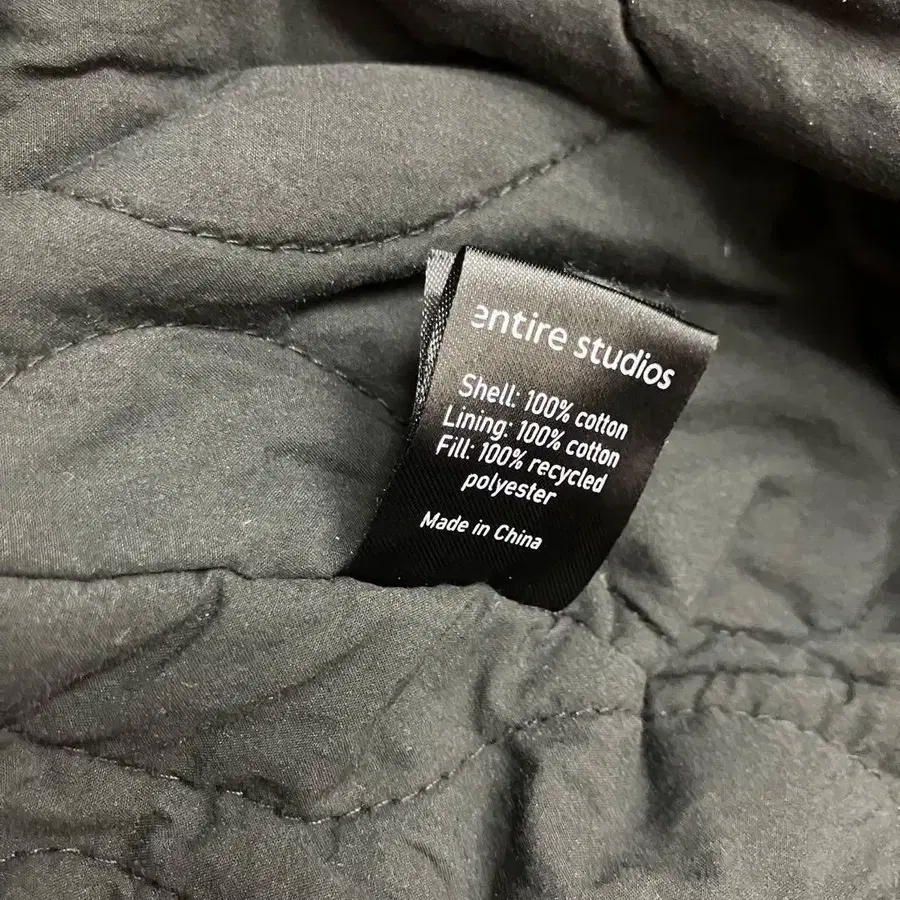 entire studios
Shell: 100% cotton
Lining: 100% cotton
Fill: 100% recycled
polyester
Made in China